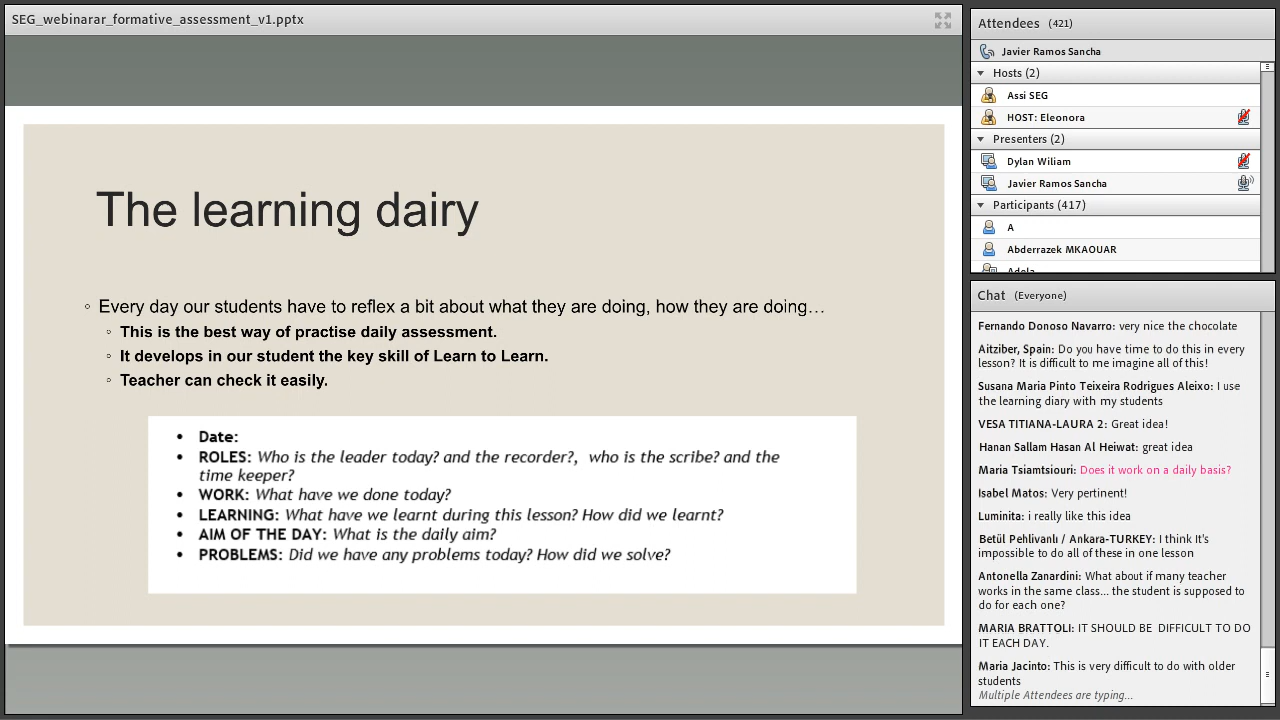 SEG_webinarar_formative_assessment_v1.pptx
The learning dairy
Every day our students have to reflex a bit about what they are doing, how they are doing…
This is the best way of practise daily assessment.
It develops in our student the key skill of Learn to Learn.
Teacher can check it easily.
Date:
ROLES: Who is the leader today? and the recorder?, who is the scribe? and the
time keeper?
WORK: What have we done today?
LEARNING: What have we learnt during this lesson? How did we learnt?
AIM OF THE DAY: What is the daily aim?
PROBLEMS: Did we have any problems today? How did we solve?
Attendees (421)
Javier Ramos Sancha
Hosts (2)
Assi SEG
HOST: Eleonora
Presenters (2)
Dylan Wiliam
Javier Ramos Sancha
Participants (417)
A
Abderrazek MKAOUAR
Adela
Chat (Everyone)
Fernando Donoso Navarro: very nice the chocolate
Aitziber, Spain: Do you have time to do this in every
lesson? It is difficult to me imagine all of this!
Susana Maria Pinto Teixeira Rodrigues Aleixo: I use
the learning diary with my students
VESA TITIANA-LAURA 2: Great idea!
Hanan Sallam Hasan Al Heiwat: great idea
Maria Tsiamtsiouri: Does it work on a daily basis?
Isabel Matos: Very pertinent!
Luminita: i really like this idea
Betül Pehlivanlı / Ankara-TURKEY: I think It's
impossible to do all of these in one lesson
Antonella Zanardini: What about if many teacher
works in the same class... the student is supposed to
do for each one?
MARIA BRATTOLI: IT SHOULD BE DIFFICULT TO DO
IT EACH DAY.
Maria Jacinto: This is very difficult to do with older
students
Multiple Attendees are typing...